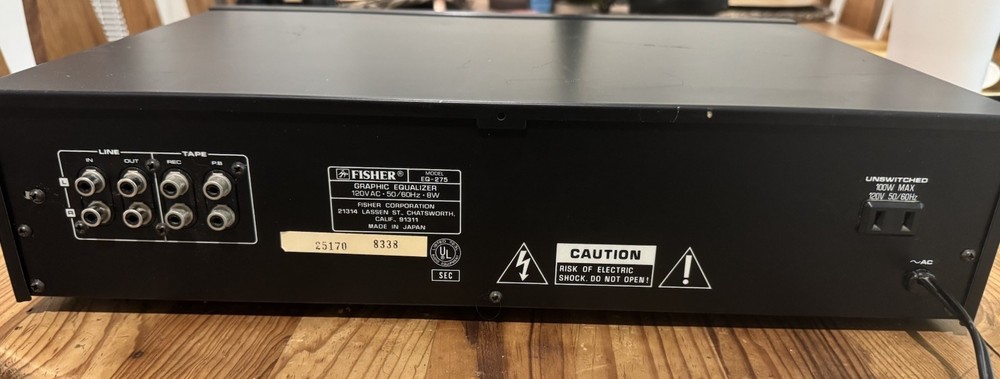 LINE TAPE
IN OUT REC P.B
L
R
FISHER® MODEL EQ-275
GRAPHIC EQUALIZER
120VAC·50/60Hz·8W
FISHER CORPORATION
21314 LASSEN ST., CHATSWORTH,
CALIF. 91311
MADE IN JAPAN
25170 8338
UL
SEC
CAUTION
RISK OF ELECTRIC
SHOCK. DO NOT OPEN!
UNSWITCHED
100W MAX
120V 50/60Hz
~AC